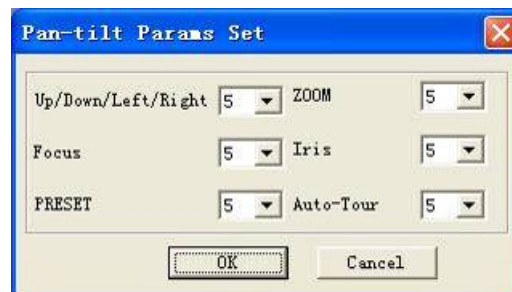 Pan-tilt Params Set
Up/Down/Left/Right 5 ZOOM 5
Focus 5 Iris 5
PRESET 5 Auto-Tour 5
OK Cancel